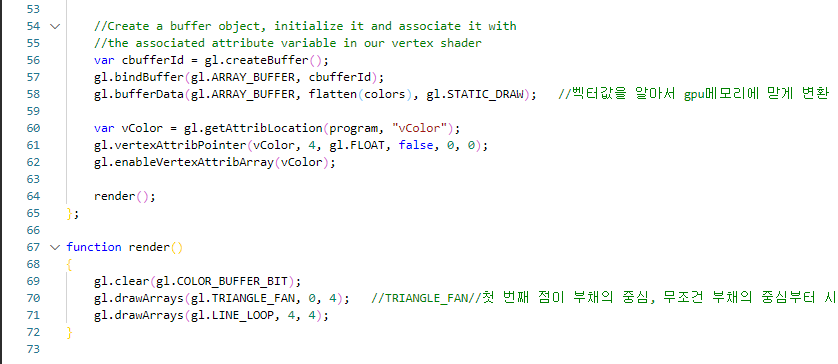 53
54 //Create a buffer object, initialize it and associate it with
55 //the associated attribute variable in our vertex shader
56 var cbufferId = gl.createBuffer();
57 gl.bindBuffer(gl.ARRAY_BUFFER, cbufferId);
58 gl.bufferData(gl.ARRAY_BUFFER, flatten(colors), gl.STATIC_DRAW); //벡터값을 알아서 gpu메모리에 맏게 변환
59
60 var vColor = gl.getAttribLocation(program, "vColor");
61 gl.vertexAttribPointer(vColor, 4, gl.FLOAT, false, 0, 0);
62 gl.enableVertexAttribArray(vColor);
63
64 render();
65 };
66
67 function render()
68 {
69 gl.clear(gl.COLOR_BUFFER_BIT);
70 gl.drawArrays(gl.TRIANGLE_FAN, 0, 4); //TRIANGLE_FAN//첫 번째 점이 부채의 중심, 무조건 부채의 중심부터 시
71 gl.drawArrays(gl.LINE_LOOP, 4, 4);
72 }
73